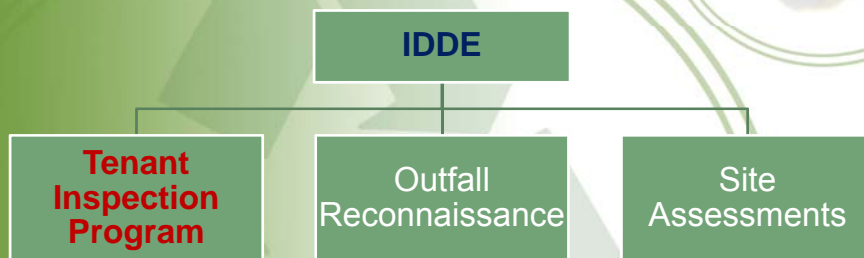 IDDE
Tenant
Inspection
Program
Outfall
Reconnaissance
Site
Assessments